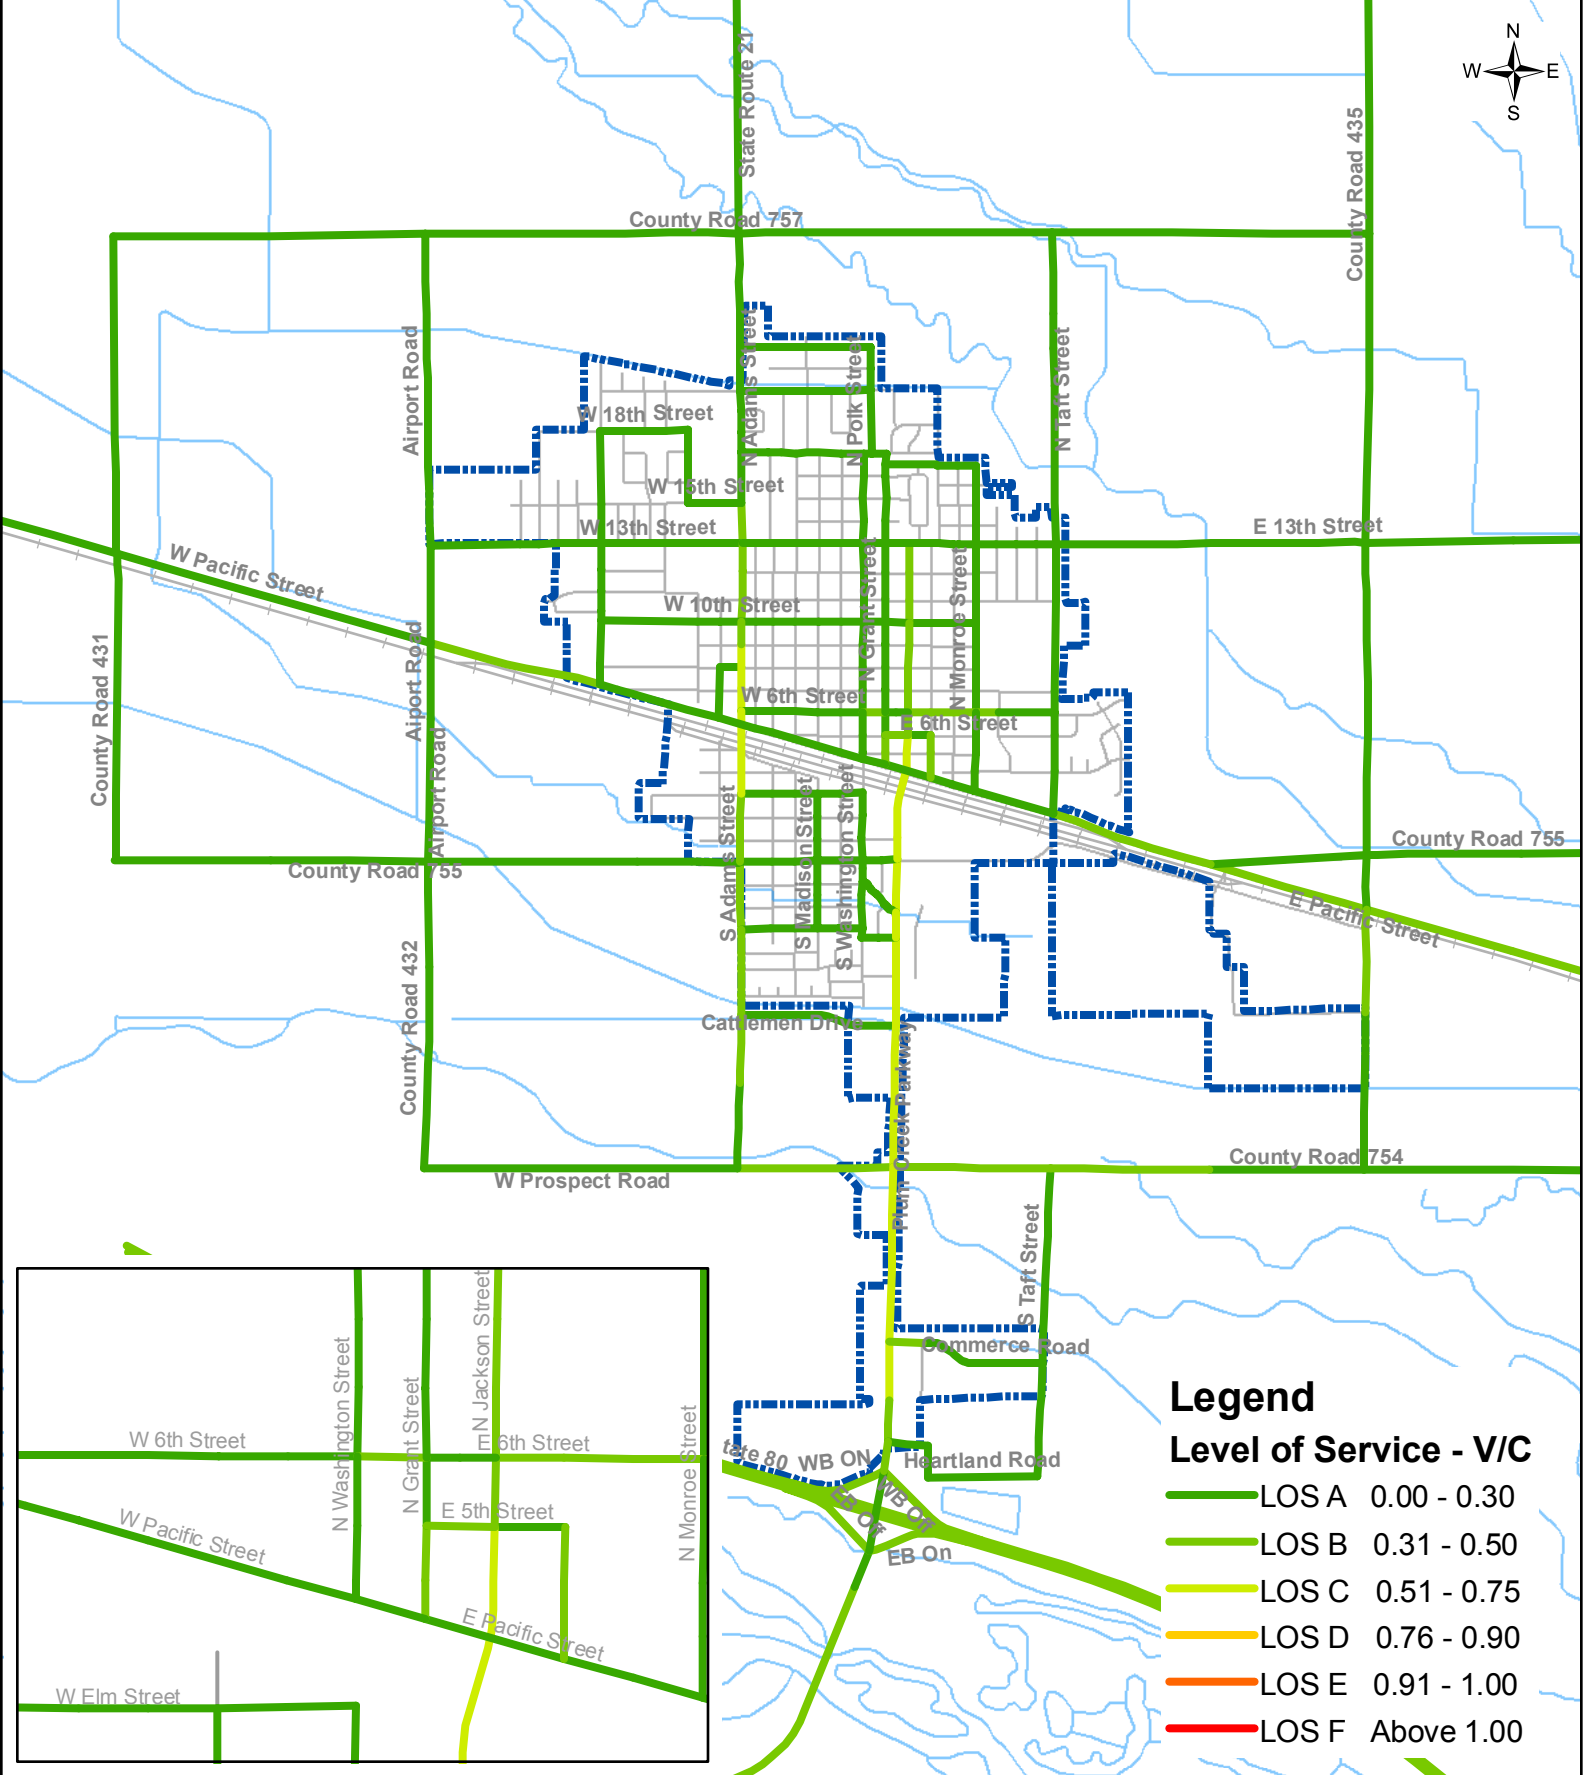 N
W E
S
State Route 21
County Road 435
County Road 757
Airport Road
N Adams Street
N Polk Street
N Taft Street
W 18th Street
W 15th Street
W 13th Street
E 13th Street
W Pacific Street
N Grant Street
N Monroe Street
W 10th Street
County Road 431
Aiport Road
W 6th Street
E 6th Street
Airport Road
S Adams Street
S Madison Street
S Washington Street
County Road 755
County Road 755
E Pacific Street
County Road 432
Cattlemen Drive
Plum Creek Parkway
W Prospect Road
County Road 754
S Taft Street
Commerce Road
tate 80
WB ON
Heartland Road
EB Off
WB Off
EB On
N Washington Street
N Grant Street
N Jackson Street
N Monroe Street
W 6th Street
E 6th Street
E 5th Street
W Pacific Street
E Pacific Street
W Elm Street
Legend
Level of Service - V/C
LOS A 0.00 - 0.30
LOS B 0.31 - 0.50
LOS C 0.51 - 0.75
LOS D 0.76 - 0.90
LOS E 0.91 - 1.00
LOS F Above 1.00